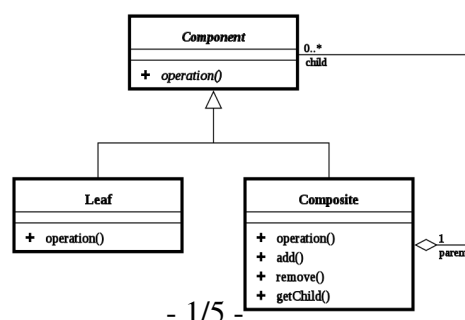 Component
+ operation()
0..*
child
Leaf
+ operation()
Composite
+ operation()
+ add()
+ remove()
+ getChild()
1
- 1/5 -